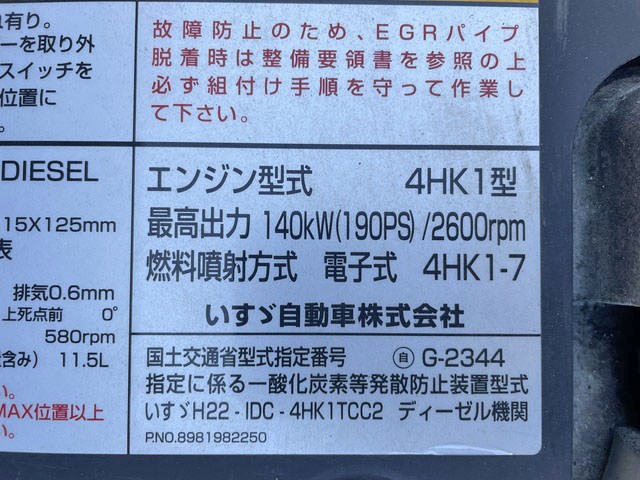 有り。
ーを取り外
スイッチを
位置に
。
故障防止のため、EGRパイプ
脱着時は整備要領書を参照の上
必ず組付け手順を守って作業し
て下さい。
DIESEL
15X125mm
表
排気0.6mm
上死点前 0°
580rpm
含み) 11.5L
い。
MAX位置以上
い。
エンジン型式 4HK1型
最高出力 140kW(190PS)/2600rpm
燃料噴射方式 電子式 4HK1-7
いすゞ自動車株式会社
国土交通省型式指定番号 自 G-2344
指定に係る一酸化炭素等発散防止装置型式
いすゞH22-IDC-4HK1TCC2 ディーゼル機関
P.NO.8981982250